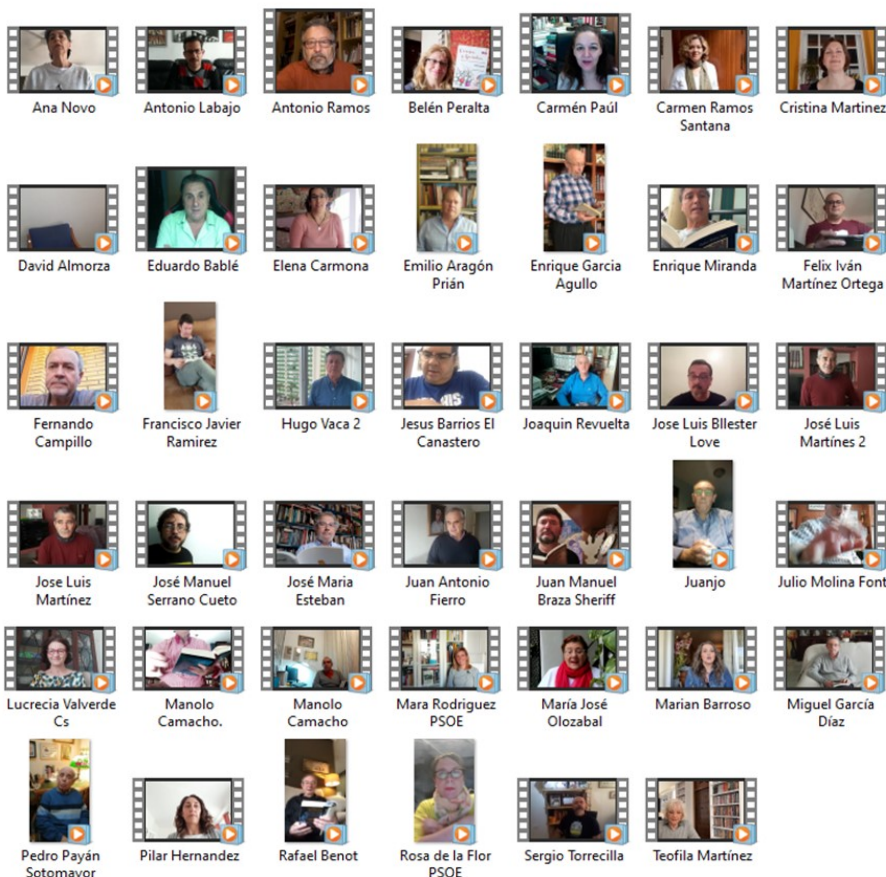 Ana Novo
Antonio Labajo
Antonio Ramos
Belén Peralta
Carmén Paúl
Carmen Ramos
Santana
Cristina Martinez
David Almorza
Eduardo Bablé
Elena Carmona
Emilio Aragón
Prián
Enrique Garcia
Agullo
Enrique Miranda
Felix Iván
Martínez Ortega
Fernando
Campillo
Francisco Javier
Ramirez
Hugo Vaca 2
Jesus Barrios El
Canastero
Joaquin Revuelta
Jose Luis Bllester
Love
José Luis
Martínes 2
Jose Luis
Martínez
José Manuel
Serrano Cueto
José Maria
Esteban
Juan Antonio
Fierro
Juan Manuel
Braza Sheriff
Juanjo
Julio Molina Font
Lucrecia Valverde
Cs
Manolo
Camacho.
Manolo
Camacho
Mara Rodriguez
PSOE
María José
Olozabal
Marian Barroso
Miguel García
Díaz
Pedro Payán
Sotomayor
Pilar Hernandez
Rafael Benot
Rosa de la Flor
PSOE
Sergio Torrecilla
Teofila Martínez